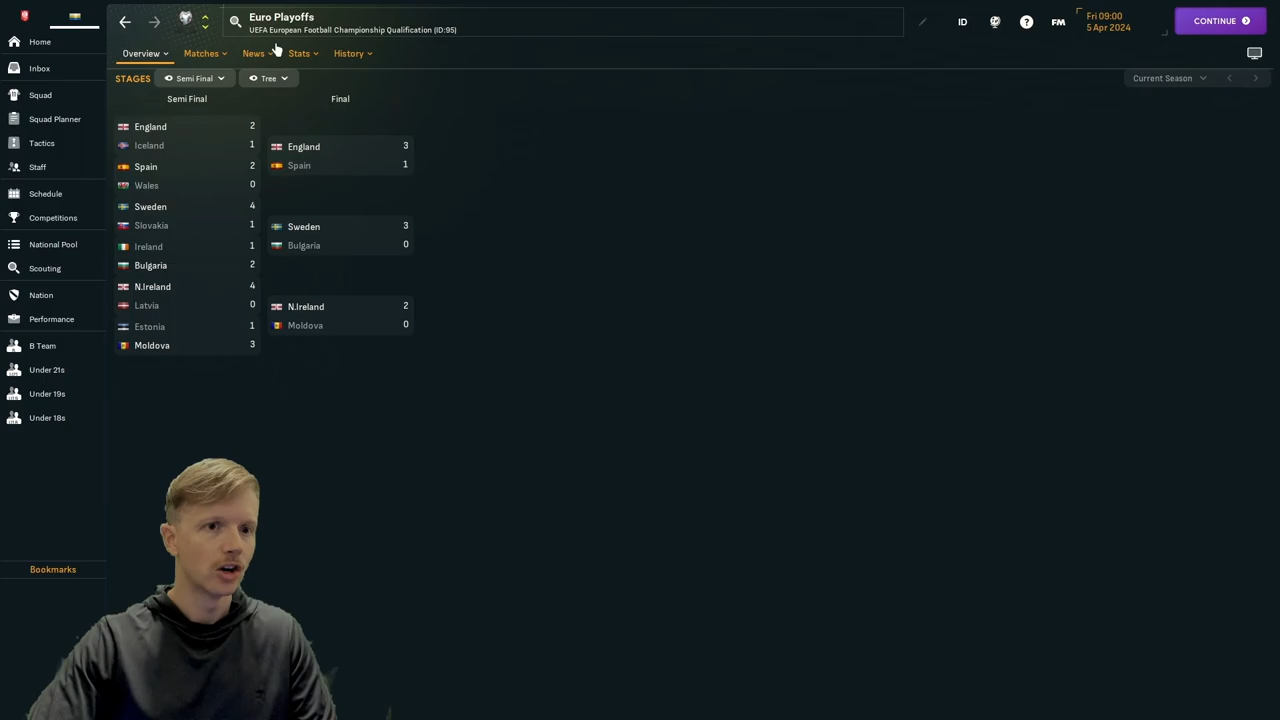 Euro Playoffs
UEFA European Football Championship Qualification (ID:95)
ID
FM
Fri 09:00
5 Apr 2024
CONTINUE
Home
Inbox
Squad
Squad Planner
Tactics
Staff
Schedule
Competitions
National Pool
Scouting
Nation
Performance
B Team
Under 21s
Under 19s
Under 18s
Bookmarks
Overview
Matches
News
Stats
History
STAGES
Semi Final
Tree
Current Season
Semi Final
Final
England 2
Iceland 1
Spain 2
Wales 0
Sweden 4
Slovakia 1
Ireland 1
Bulgaria 2
N.Ireland 4
Latvia 0
Estonia 1
Moldova 3
England 3
Spain 1
Sweden 3
Bulgaria 0
N.Ireland 2
Moldova 0